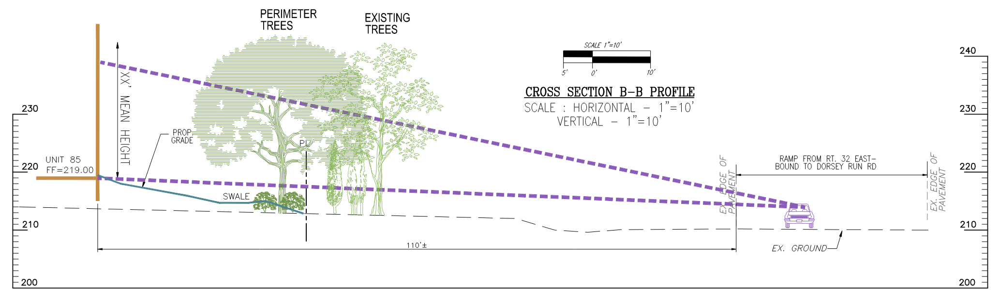 PERIMETER
TREES
EXISTING
TREES
SCALE 1"=10'
5'
0'
10'
CROSS SECTION B-B PROFILE
SCALE : HORIZONTAL - 1"=10'
VERTICAL - 1"=10'
240
230
220
210
200
230
220
210
200
XX' MEAN HEIGHT
PROP.
GRADE
UNIT 85
FF=219.00
SWALE
PL
EX. EDGE OF
PAVEMENT
RAMP FROM RT. 32 EAST-
BOUND TO DORSEY RUN RD
EX. EDGE OF
PAVEMENT
110'±
EX. GROUND